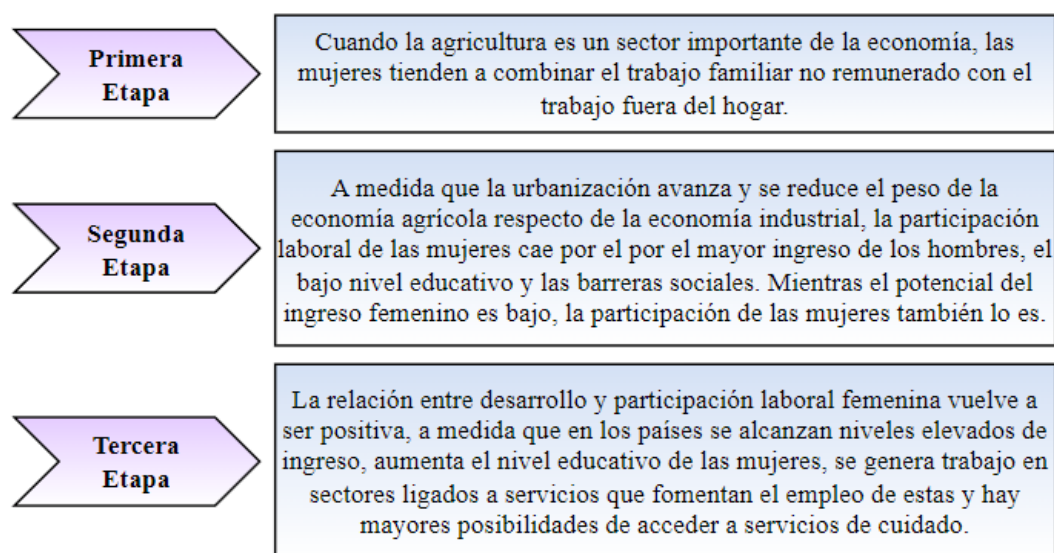 Primera
Etapa
Cuando la agricultura es un sector importante de la economía, las
mujeres tienden a combinar el trabajo familiar no remunerado con el
trabajo fuera del hogar.
Segunda
Etapa
A medida que la urbanización avanza y se reduce el peso de la
economía agrícola respecto de la economía industrial, la participación
laboral de las mujeres cae por el por el mayor ingreso de los hombres, el
bajo nivel educativo y las barreras sociales. Mientras el potencial del
ingreso femenino es bajo, la participación de las mujeres también lo es.
Tercera
Etapa
La relación entre desarrollo y participación laboral femenina vuelve a
ser positiva, a medida que en los países se alcanzan niveles elevados de
ingreso, aumenta el nivel educativo de las mujeres, se genera trabajo en
sectores ligados a servicios que fomentan el empleo de estas y hay
mayores posibilidades de acceder a servicios de cuidado.